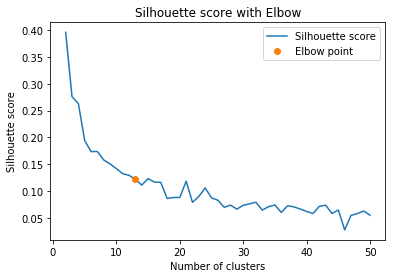 Silhouette score with Elbow
Silhouette score
Elbow point
Silhouette score
0.40
0.35
0.30
0.25
0.20
0.15
0.10
0.05
0 10 20 30 40 50
Number of clusters